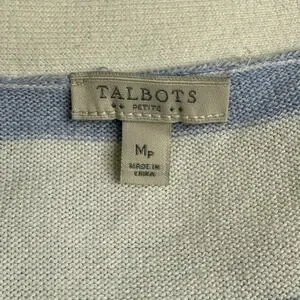 TALBOTS
PETITE
MP
MADE IN
CHINA